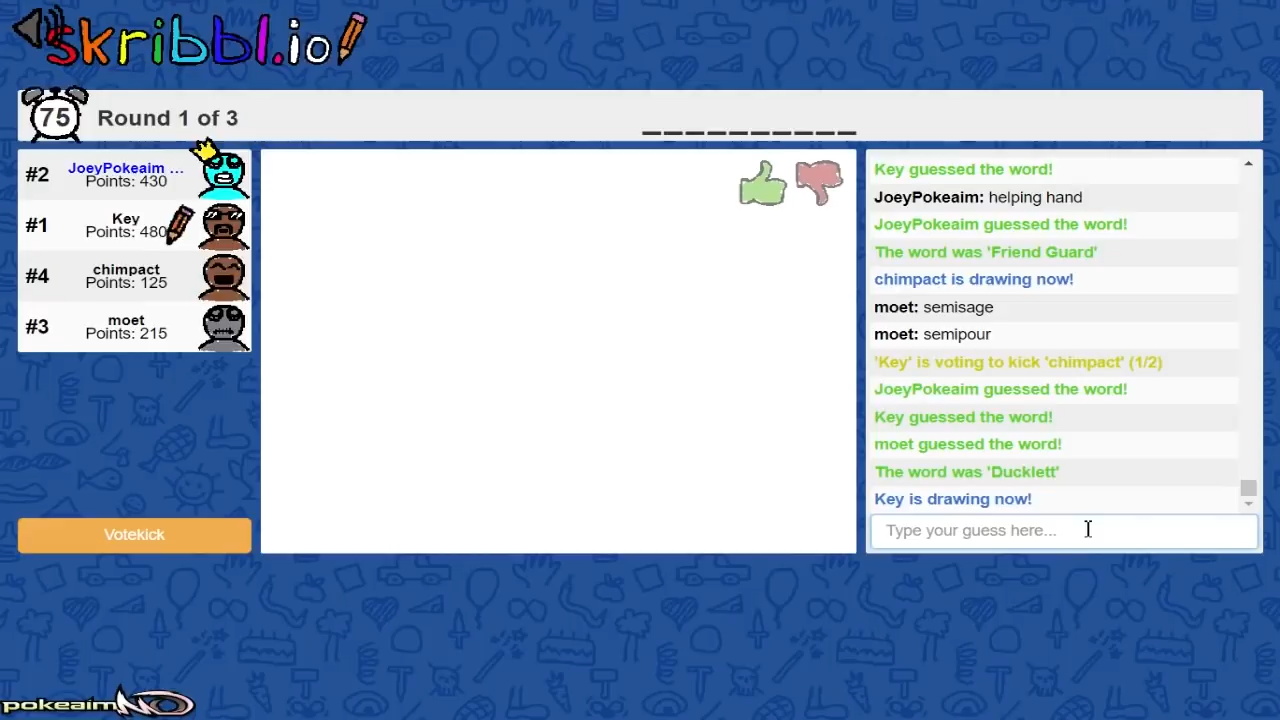 skribbl.io
75
Round 1 of 3
__________
#2
JoeyPokeaim ...
Points: 430
#1
Key
Points: 480
#4
chimpact
Points: 125
#3
moet
Points: 215
Votekick
Key guessed the word!
JoeyPokeaim: helping hand
JoeyPokeaim guessed the word!
The word was 'Friend Guard'
chimpact is drawing now!
moet: semisage
moet: semipour
'Key' is voting to kick 'chimpact' (1/2)
JoeyPokeaim guessed the word!
Key guessed the word!
moet guessed the word!
The word was 'Ducklett'
Key is drawing now!
Type your guess here...
pokeaimMD